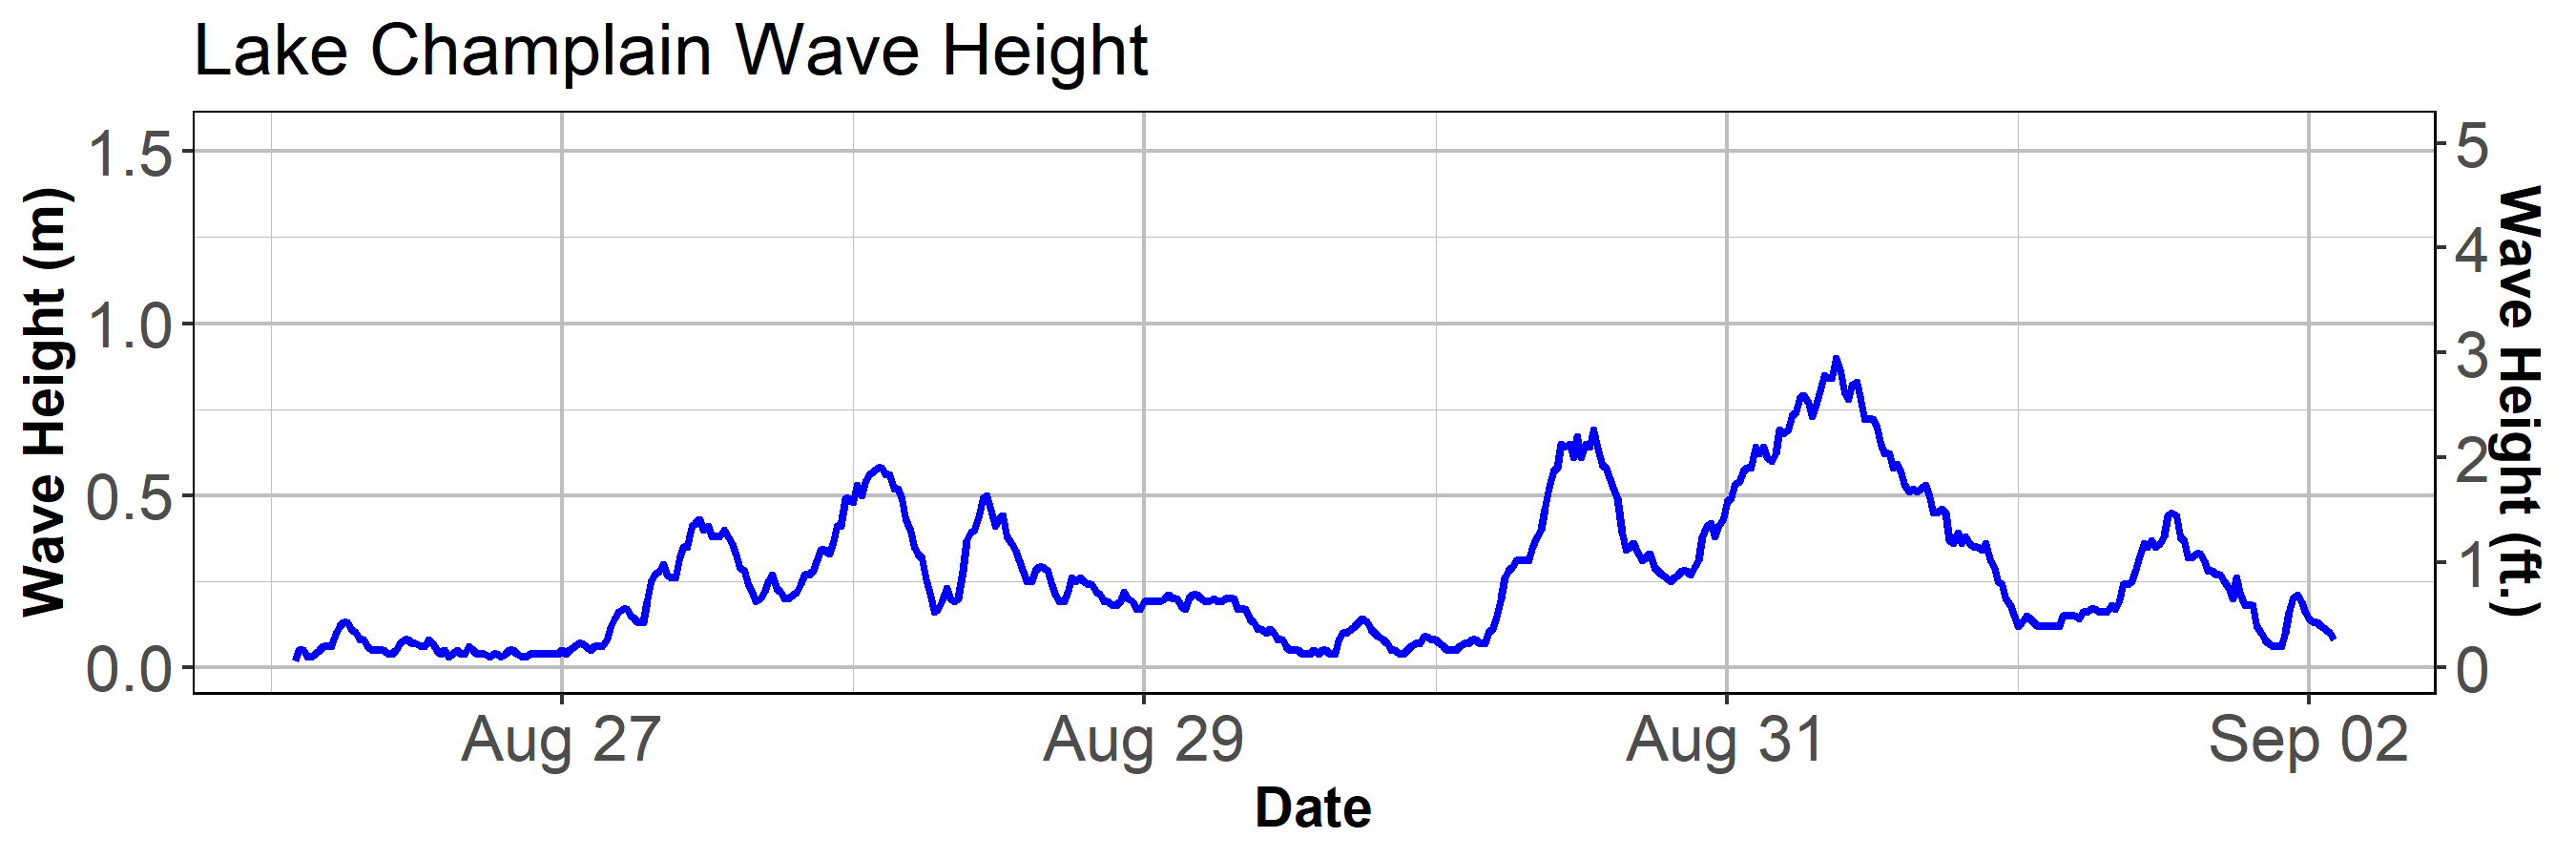 Lake Champlain Wave Height
Wave Height (m)
1.5
1.0
0.5
0.0
5
4
3
2
1
0
Wave Height (ft.)
Aug 27
Aug 29
Aug 31
Sep 02
Date